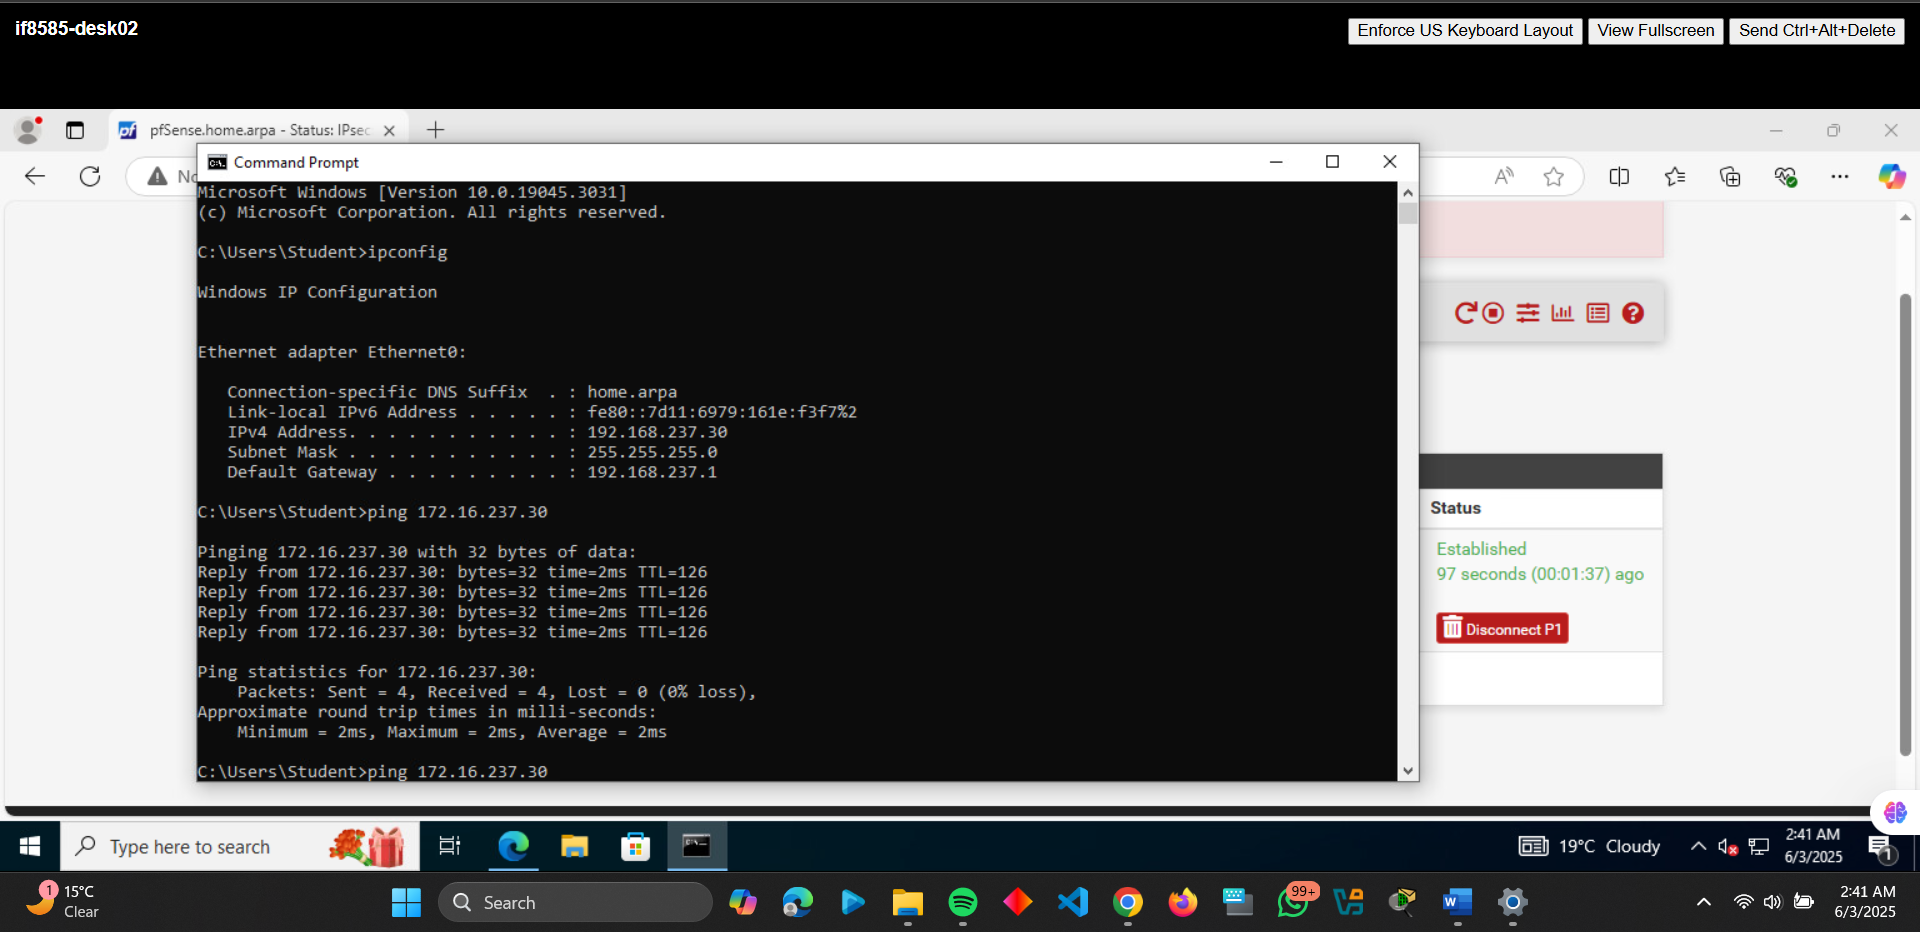 if8585-desk02
Enforce US Keyboard Layout
View Fullscreen
Send Ctrl+Alt+Delete
pfSense.home.arpa - Status: IPsec
Command Prompt
Microsoft Windows [Version 10.0.19045.3031]
(c) Microsoft Corporation. All rights reserved.
C:\Users\Student>ipconfig
Windows IP Configuration
Ethernet adapter Ethernet0:
Connection-specific DNS Suffix  . : home.arpa
Link-local IPv6 Address . . . . . : fe80::7d11:6979:161e:f3f7%2
IPv4 Address. . . . . . . . . . . : 192.168.237.30
Subnet Mask . . . . . . . . . . . : 255.255.255.0
Default Gateway . . . . . . . . . : 192.168.237.1
C:\Users\Student>ping 172.16.237.30
Pinging 172.16.237.30 with 32 bytes of data:
Reply from 172.16.237.30: bytes=32 time=2ms TTL=126
Reply from 172.16.237.30: bytes=32 time=2ms TTL=126
Reply from 172.16.237.30: bytes=32 time=2ms TTL=126
Reply from 172.16.237.30: bytes=32 time=2ms TTL=126
Ping statistics for 172.16.237.30:
Packets: Sent = 4, Received = 4, Lost = 0 (0% loss),
Approximate round trip times in milli-seconds:
Minimum = 2ms, Maximum = 2ms, Average = 2ms
C:\Users\Student>ping 172.16.237.30
Status
Established
97 seconds (00:01:37) ago
Disconnect P1
Type here to search
19°C Cloudy
2:41 AM
6/3/2025
1
1
15°C
Clear
Search
99+
2:41 AM
6/3/2025